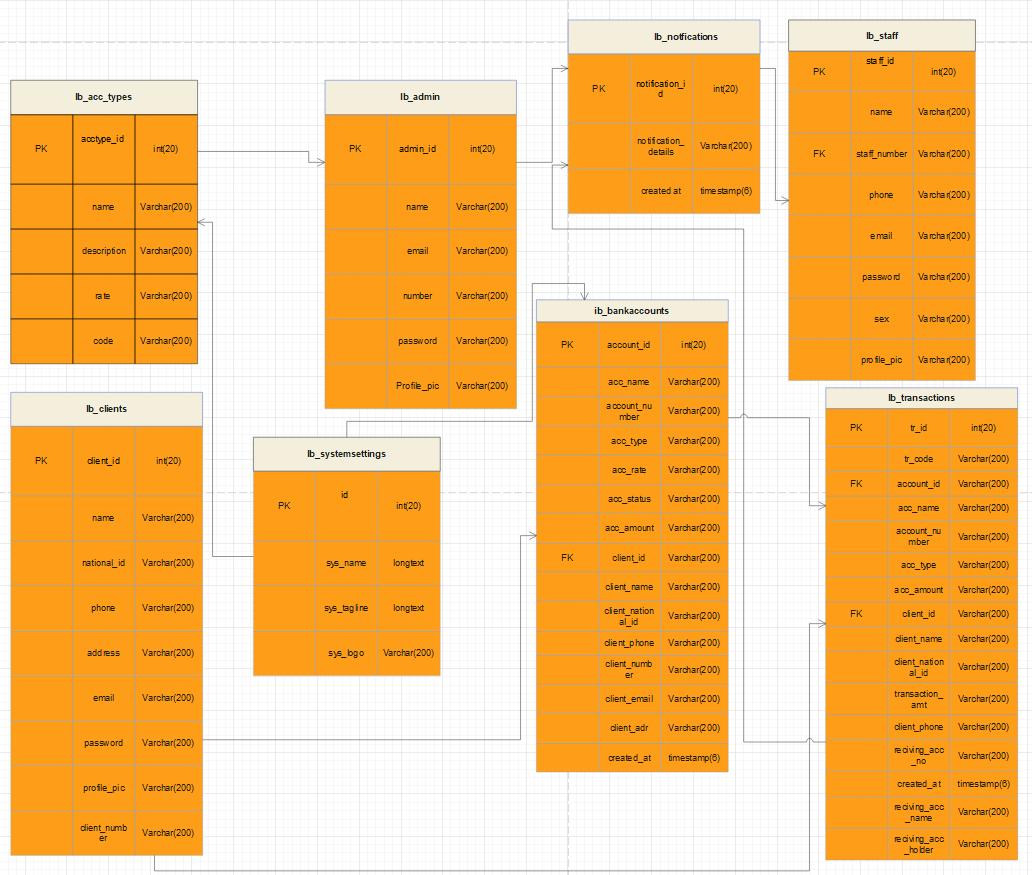 lb_acc_types
PK acctype_id int(20)
name Varchar(200)
description Varchar(200)
rate Varchar(200)
code Varchar(200)
lb_admin
PK admin_id int(20)
name Varchar(200)
email Varchar(200)
number Varchar(200)
password Varchar(200)
Profile_pic Varchar(200)
lb_notfications
PK notification_i
d int(20)
notification_
details Varchar(200)
created at timestamp(6)
lb_staff
PK staff_id int(20)
name Varchar(200)
FK staff_number Varchar(200)
phone Varchar(200)
email Varchar(200)
password Varchar(200)
sex Varchar(200)
profile_pic Varchar(200)
lb_clients
PK client_id int(20)
name Varchar(200)
national_id Varchar(200)
phone Varchar(200)
address Varchar(200)
email Varchar(200)
password Varchar(200)
profile_pic Varchar(200)
client_numb
er Varchar(200)
lb_systemsettings
PK id int(20)
sys_name longtext
sys_tagline longtext
sys_logo Varchar(200)
ib_bankaccounts
PK account_id int(20)
acc_name Varchar(200)
account_nu
mber Varchar(200)
acc_type Varchar(200)
acc_rate Varchar(200)
acc_status Varchar(200)
acc_amount Varchar(200)
FK client_id Varchar(200)
client_name Varchar(200)
client_nation
al_id Varchar(200)
client_phone Varchar(200)
client_numb
er Varchar(200)
client_email Varchar(200)
client_adr Varchar(200)
created_at timestamp(6)
lb_transactions
PK tr_id int(20)
tr_code Varchar(200)
FK account_id Varchar(200)
acc_name Varchar(200)
account_nu
mber Varchar(200)
acc_type Varchar(200)
acc_amount Varchar(200)
FK client_id Varchar(200)
client_name Varchar(200)
client_nation
al_id Varchar(200)
transaction_
amt Varchar(200)
client_phone Varchar(200)
reciving_acc
_no Varchar(200)
created_at timestamp(6)
reciving_acc
_name Varchar(200)
reciving_acc
_holder Varchar(200)